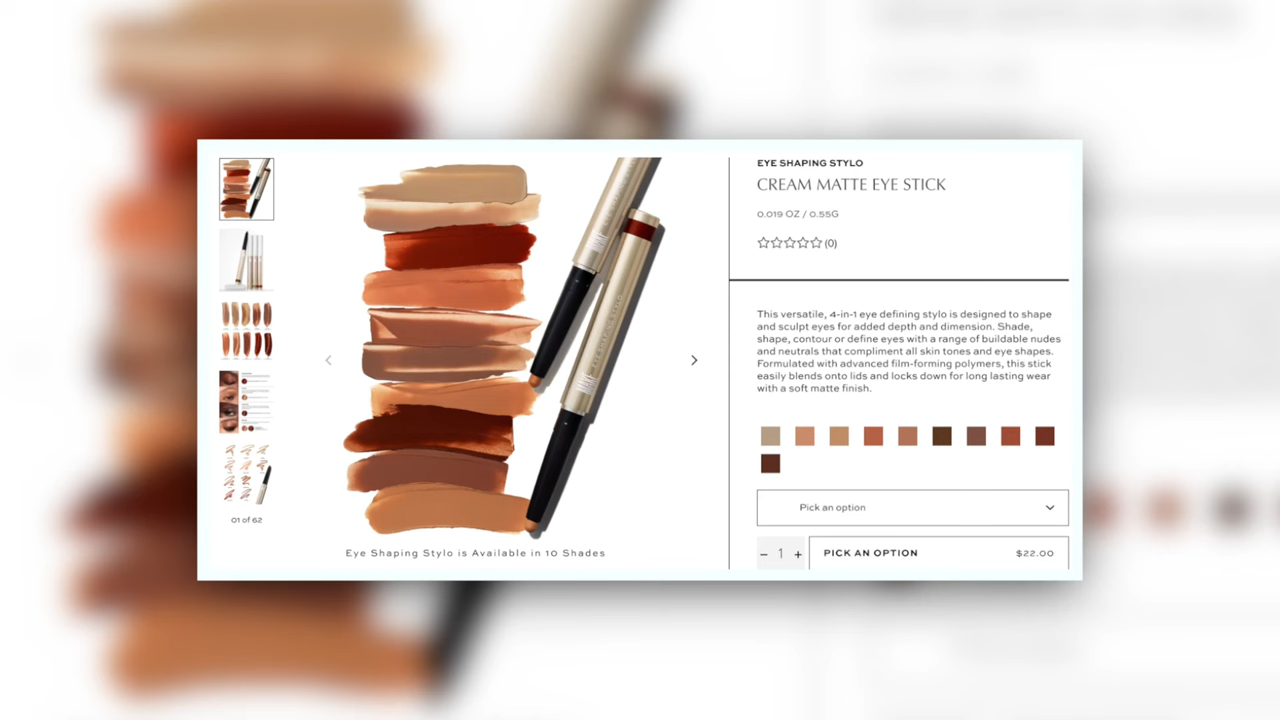 EYE SHAPING STYLO
CREAM MATTE EYE STICK
0.019 OZ / 0.55G
(0)
This versatile, 4-in-1 eye defining stylo is designed to shape
and sculpt eyes for added depth and dimension. Shade,
shape, contour or define eyes with a range of buildable nudes
and neutrals that compliment all skin tones and eye shapes.
Formulated with advanced film-forming polymers, this stick
easily blends onto lids and locks down for long lasting wear
with a soft matte finish.
Pick an option
− 1 +
PICK AN OPTION $22.00
01 of 62
Eye Shaping Stylo is Available in 10 Shades